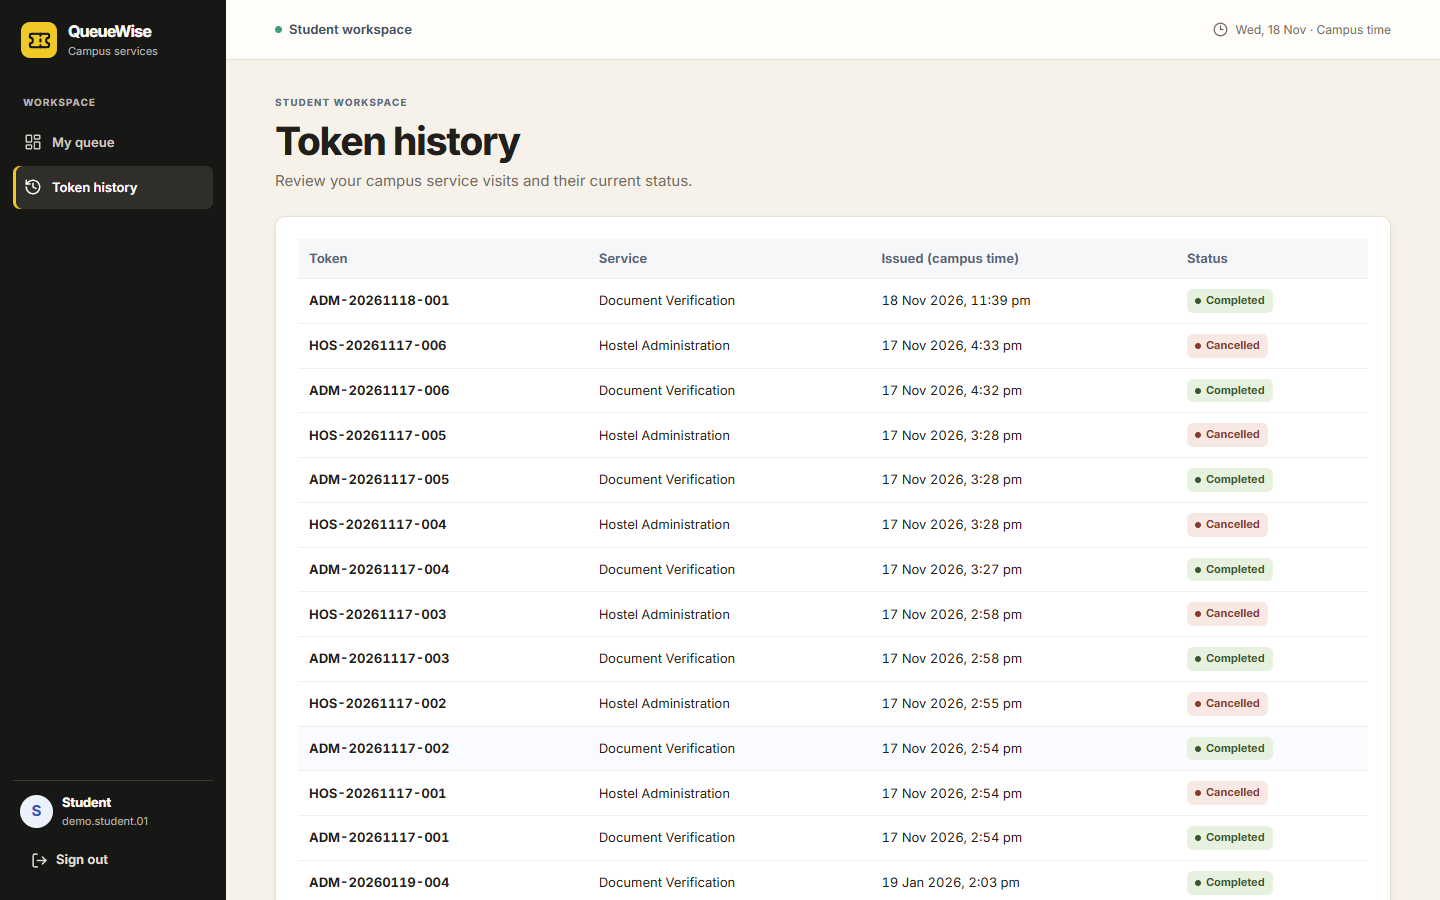 QueueWise
Campus services
WORKSPACE
My queue
Token history
Student workspace
Wed, 18 Nov · Campus time
STUDENT WORKSPACE
Token history
Review your campus service visits and their current status.
Token Service Issued (campus time) Status
ADM-20261118-001 Document Verification 18 Nov 2026, 11:39 pm Completed
HOS-20261117-006 Hostel Administration 17 Nov 2026, 4:33 pm Cancelled
ADM-20261117-006 Document Verification 17 Nov 2026, 4:32 pm Completed
HOS-20261117-005 Hostel Administration 17 Nov 2026, 3:28 pm Cancelled
ADM-20261117-005 Document Verification 17 Nov 2026, 3:28 pm Completed
HOS-20261117-004 Hostel Administration 17 Nov 2026, 3:28 pm Cancelled
ADM-20261117-004 Document Verification 17 Nov 2026, 3:27 pm Completed
HOS-20261117-003 Hostel Administration 17 Nov 2026, 2:58 pm Cancelled
ADM-20261117-003 Document Verification 17 Nov 2026, 2:58 pm Completed
HOS-20261117-002 Hostel Administration 17 Nov 2026, 2:55 pm Cancelled
ADM-20261117-002 Document Verification 17 Nov 2026, 2:54 pm Completed
HOS-20261117-001 Hostel Administration 17 Nov 2026, 2:54 pm Cancelled
ADM-20261117-001 Document Verification 17 Nov 2026, 2:54 pm Completed
ADM-20260119-004 Document Verification 19 Jan 2026, 2:03 pm Completed
S
Student
demo.student.01
Sign out